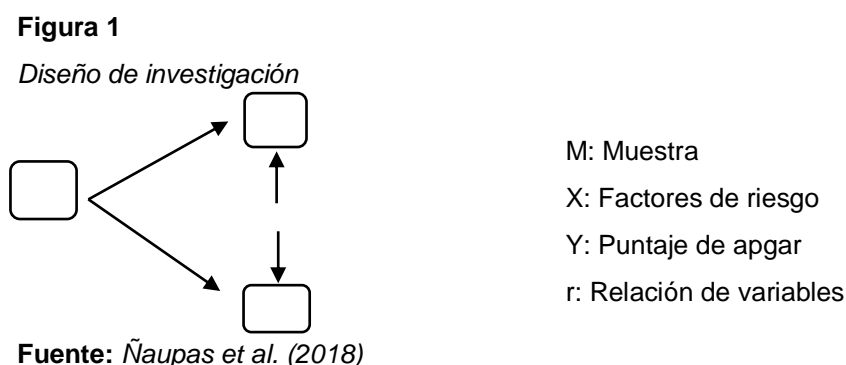 Figura 1
Diseño de investigación
M: Muestra
X: Factores de riesgo
Y: Puntaje de apgar
r: Relación de variables
Fuente: Ñaupas et al. (2018)